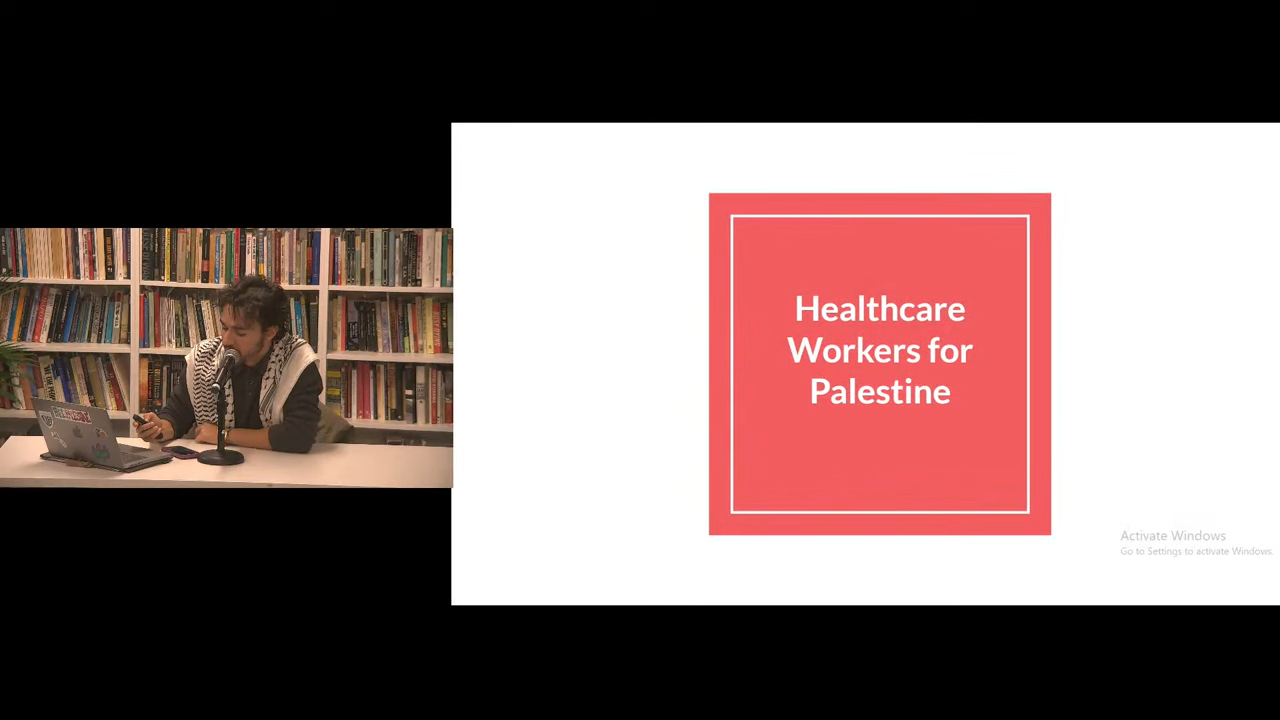 Healthcare
Workers for
Palestine
Activate Windows
Go to Settings to activate Windows.